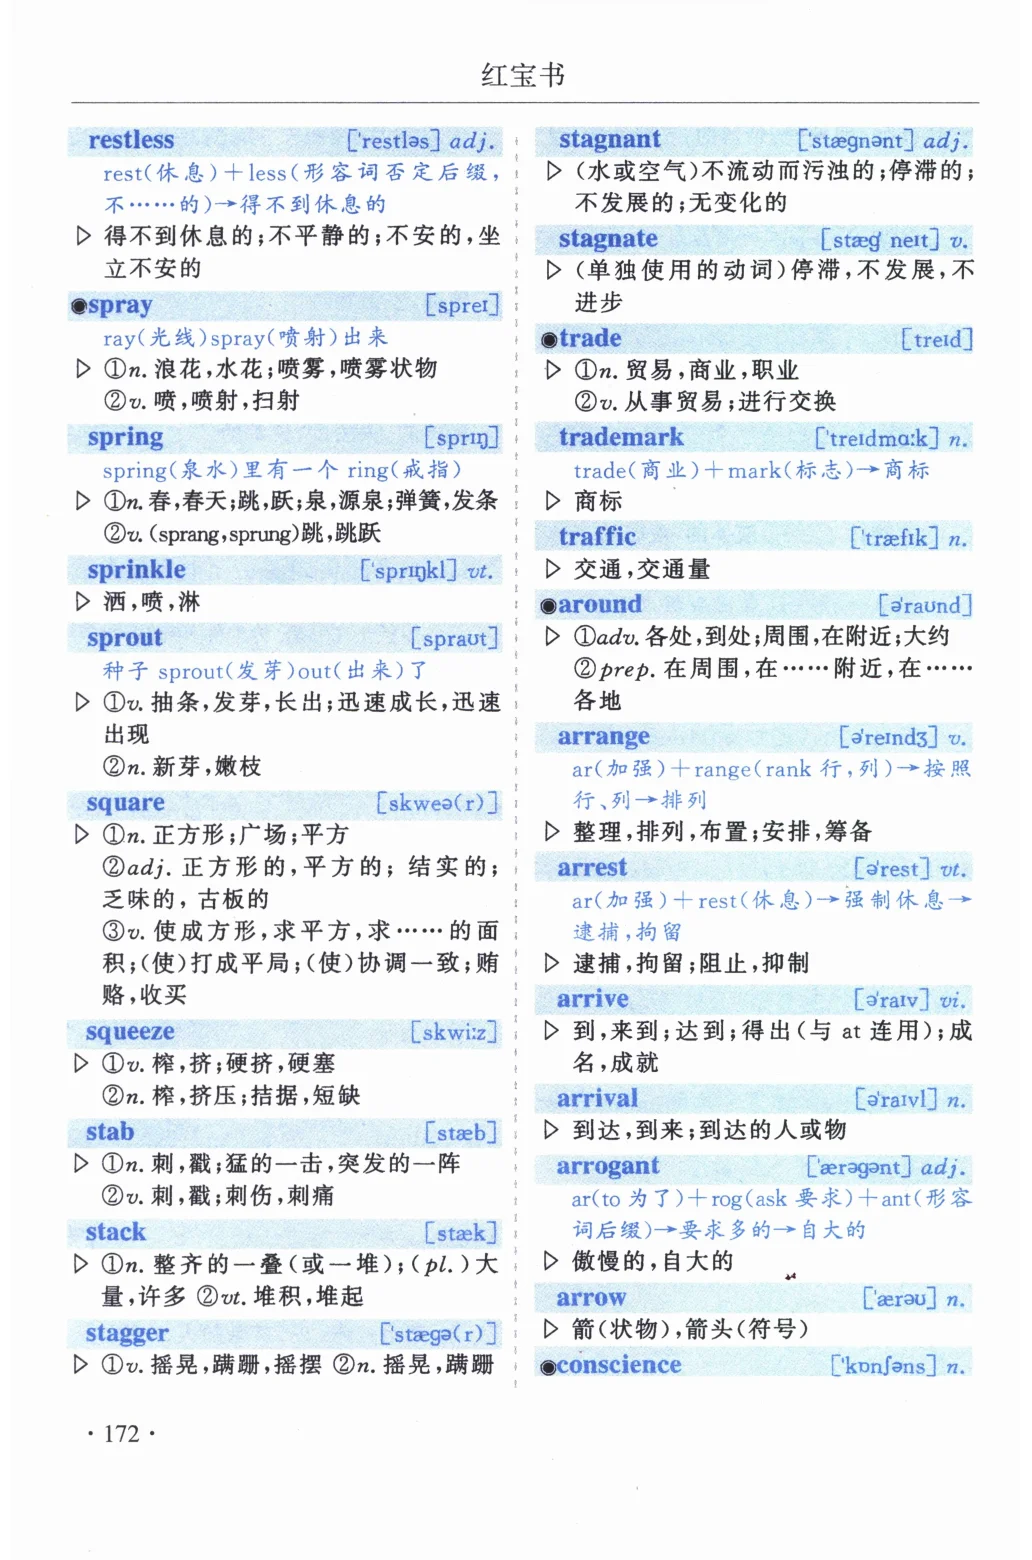 红宝书
restless ['restləs] adj.
rest(休息)＋less(形容词否定后缀,
不……的)→得不到休息的
▷ 得不到休息的;不平静的;不安的,坐
立不安的
◉spray [spreɪ]
ray(光线)spray(喷射)出来
▷ ①n. 浪花,水花;喷雾,喷雾状物
②v. 喷,喷射,扫射
spring [sprɪŋ]
spring(泉水)里有一个 ring(戒指)
▷ ①n. 春,春天;跳,跃;泉,源泉;弹簧,发条
②v. (sprang,sprung)跳,跳跃
sprinkle ['sprɪŋkl] vt.
▷ 洒,喷,淋
sprout [spraʊt]
种子 sprout(发芽)out(出来)了
▷ ①v. 抽条,发芽,长出;迅速成长,迅速
出现
②n. 新芽,嫩枝
square [skweə(r)]
▷ ①n. 正方形;广场;平方
②adj. 正方形的,平方的; 结实的;
乏味的, 古板的
③v. 使成方形,求平方,求……的面
积;(使)打成平局;(使)协调一致;贿
赂,收买
squeeze [skwiːz]
▷ ①v. 榨,挤;硬挤,硬塞
②n. 榨,挤压;拮据,短缺
stab [stæb]
▷ ①n. 刺,戳;猛的一击,突发的一阵
②v. 刺,戳;刺伤,刺痛
stack [stæk]
▷ ①n. 整齐的一叠(或一堆);(pl.)大
量,许多 ②vt. 堆积,堆起
stagger ['stægə(r)]
▷ ①v. 摇晃,蹒跚,摇摆 ②n. 摇晃,蹒跚
stagnant ['stægnənt] adj.
▷ (水或空气)不流动而污浊的;停滞的;
不发展的;无变化的
stagnate [stæg'neɪt] v.
▷ (单独使用的动词)停滞,不发展,不
进步
◉trade [treɪd]
▷ ①n. 贸易,商业,职业
②v. 从事贸易;进行交换
trademark ['treɪdmɑːk] n.
trade(商业)＋mark(标志)→商标
▷ 商标
traffic ['træfɪk] n.
▷ 交通,交通量
◉around [ə'raʊnd]
▷ ①adv. 各处,到处;周围,在附近;大约
②prep. 在周围,在……附近,在……
各地
arrange [ə'reɪndʒ] v.
ar(加强)＋range(rank 行,列)→按照
行、列→排列
▷ 整理,排列,布置;安排,筹备
arrest [ə'rest] vt.
ar(加强)＋rest(休息)→强制休息→
逮捕,拘留
▷ 逮捕,拘留;阻止,抑制
arrive [ə'raɪv] vi.
▷ 到,来到;达到;得出(与 at 连用);成
名,成就
arrival [ə'raɪvl] n.
▷ 到达,到来;到达的人或物
arrogant ['ærəgənt] adj.
ar(to 为了)＋rog(ask 要求)＋ant(形容
词后缀)→要求多的→自大的
▷ 傲慢的,自大的
arrow ['ærəʊ] n.
▷ 箭(状物),箭头(符号)
◉conscience ['kɒnʃəns] n.
· 172 ·